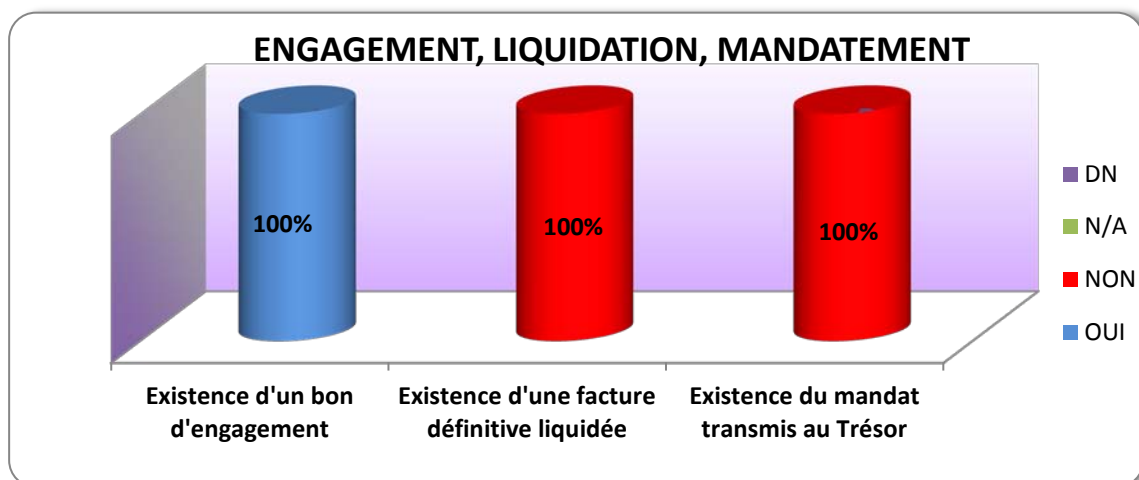 ENGAGEMENT, LIQUIDATION, MANDATEMENT
100%
100%
100%
DN
N/A
NON
OUI
Existence d'un bon
d'engagement
Existence d'une facture
définitive liquidée
Existence du mandat
transmis au Trésor